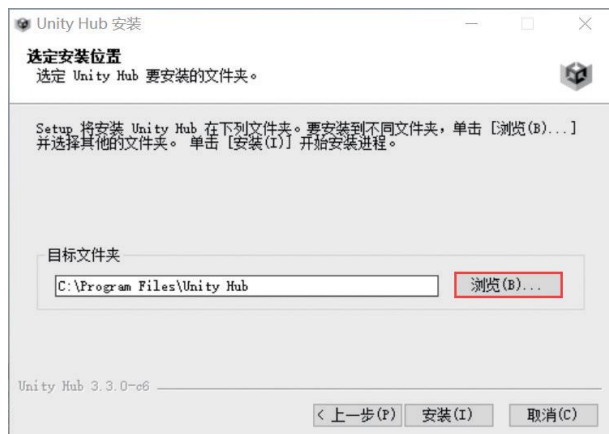 Unity Hub 安装
选定安装位置
选定 Unity Hub 要安装的文件夹。
Setup 将安装 Unity Hub 在下列文件夹。要安装到不同文件夹，单击 [浏览(B)...]
并选择其他的文件夹。 单击 [安装(I)] 开始安装进程。
目标文件夹
C:\Program Files\Unity Hub
浏览(B)...
Unity Hub 3.3.0-c6
< 上一步(P)
安装(I)
取消(C)